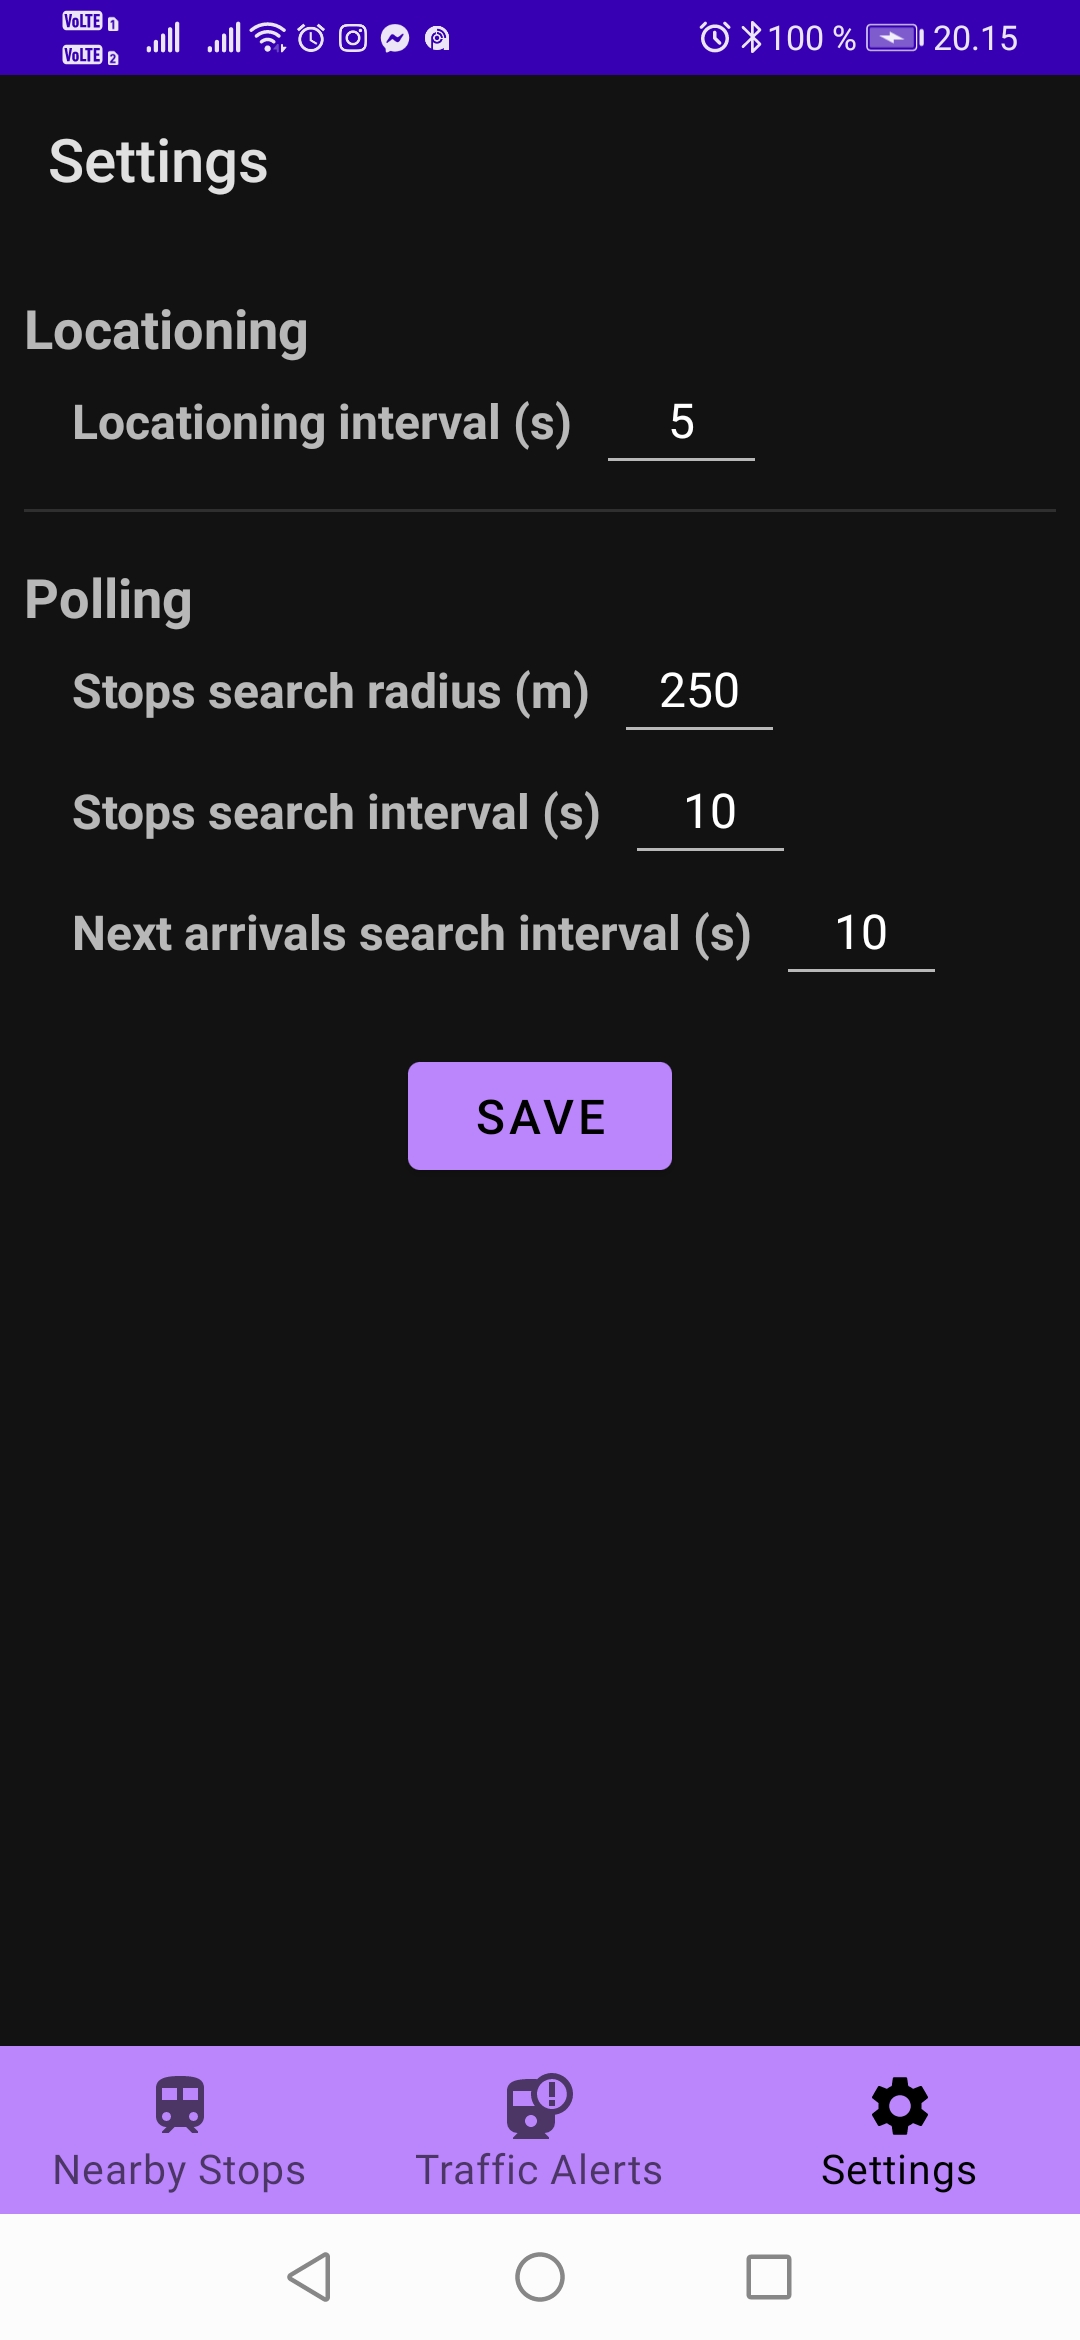 VoLTE 1
VoLTE 2
100 %
20.15
Settings
Locationing
Locationing interval (s) 5
Polling
Stops search radius (m) 250
Stops search interval (s) 10
Next arrivals search interval (s) 10
SAVE
Nearby Stops
Traffic Alerts
Settings